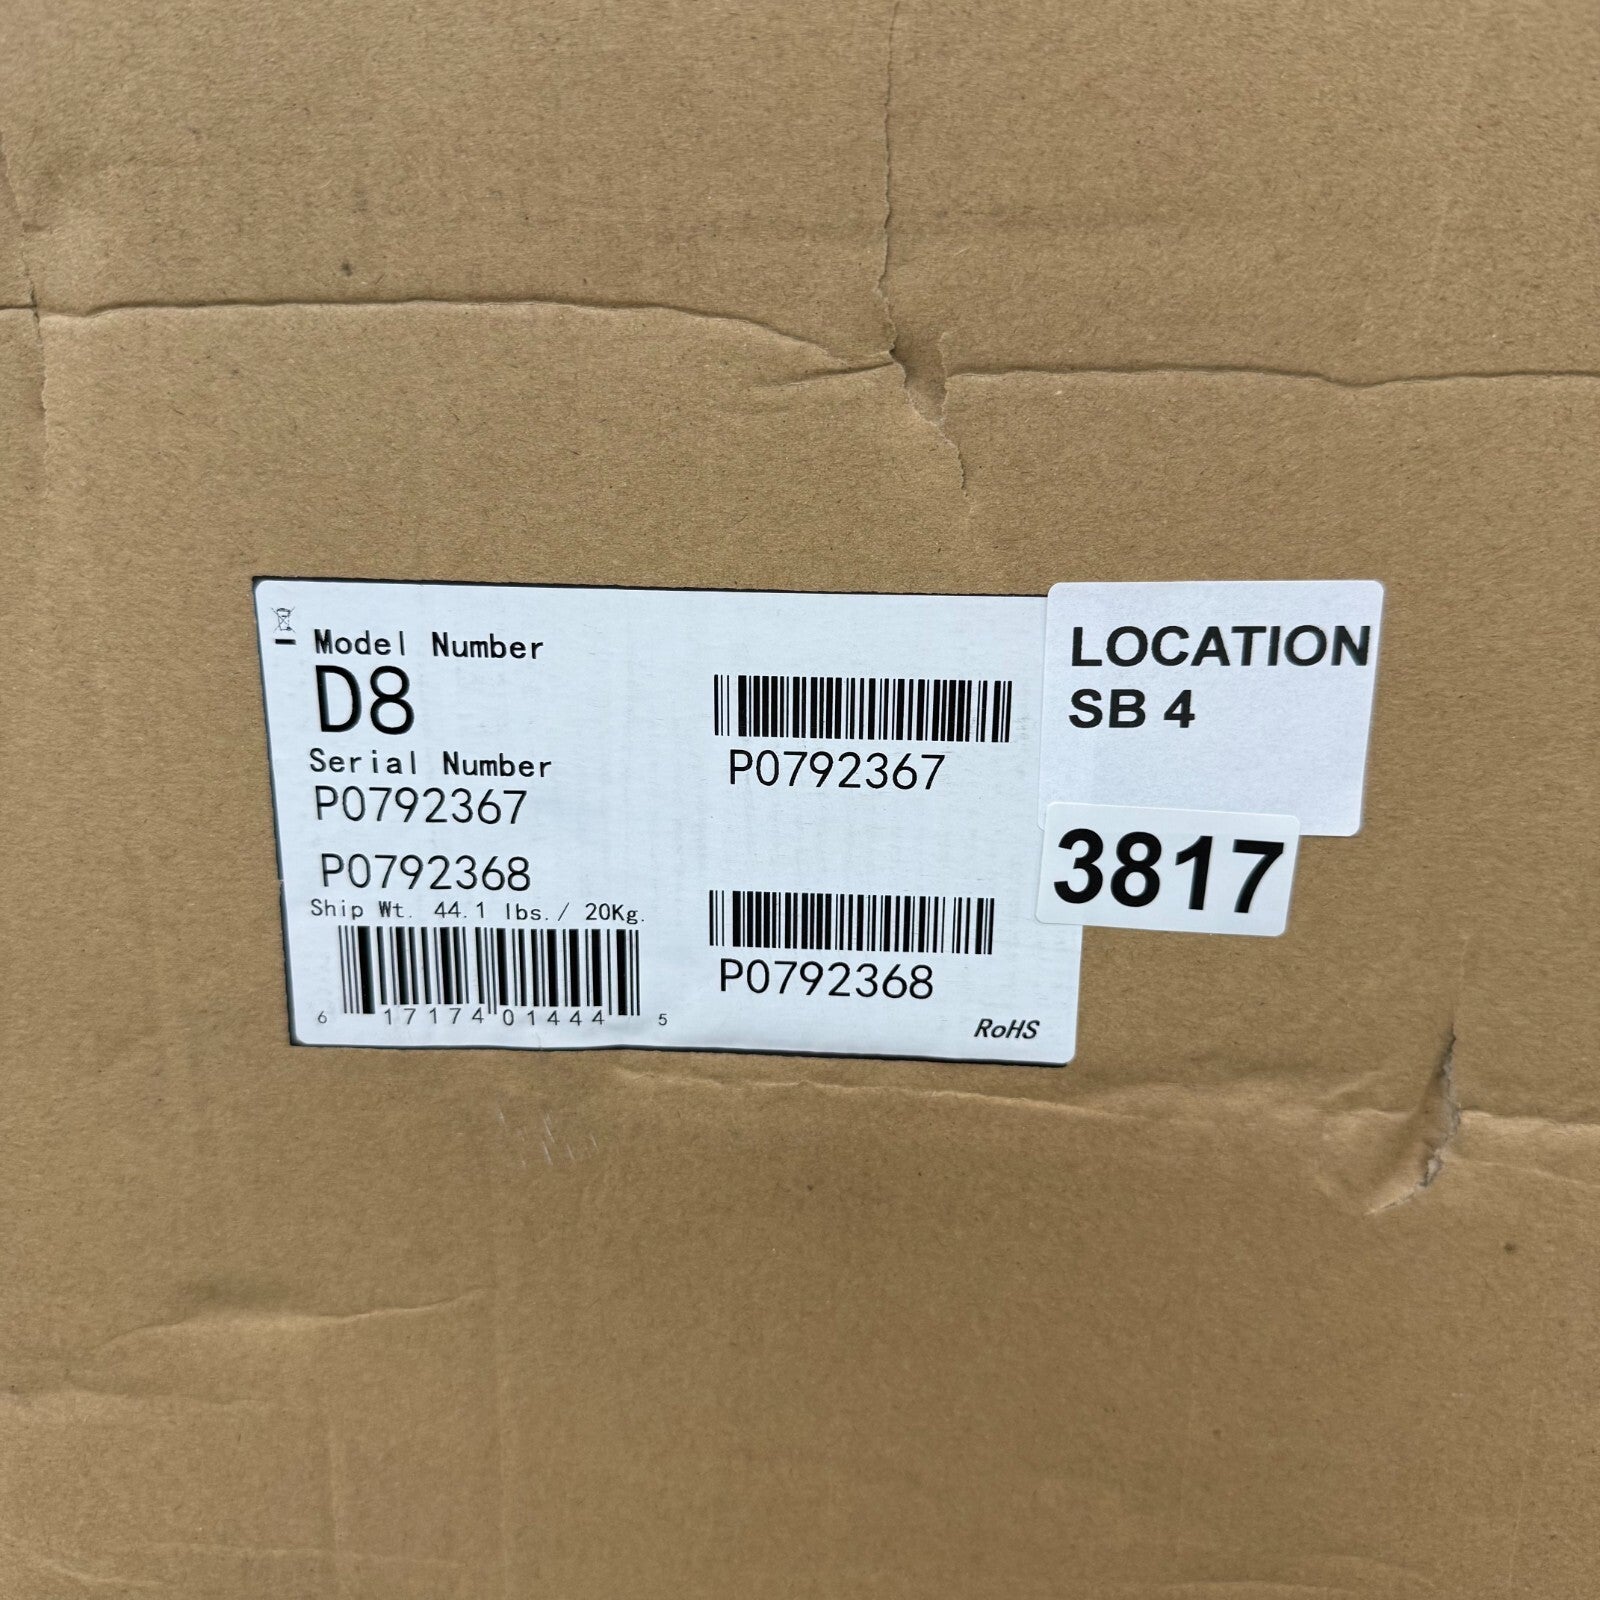 Model Number
D8
Serial Number
P0792367
P0792368
Ship Wt. 44.1 lbs./ 20Kg.
6 17174 01444 5
P0792367
P0792368
RoHS
LOCATION
SB 4
3817